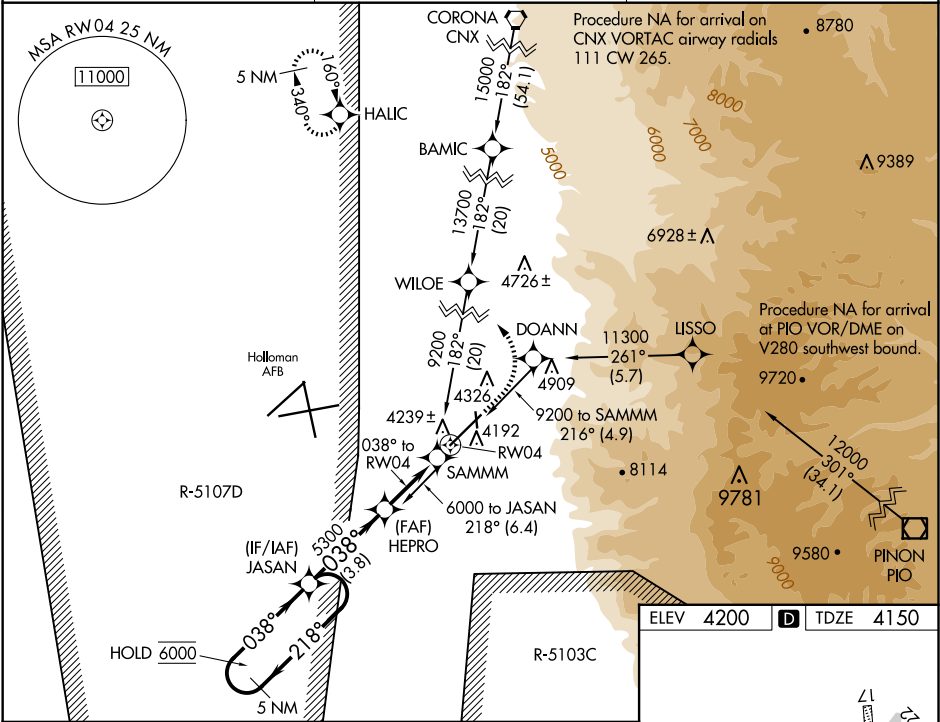 MSA RW04 25 NM
11000
5 NM
160°
340°
HALIC
CORONA
CNX
15000
182°
(54.1)
Procedure NA for arrival on
CNX VORTAC airway radials
111 CW 265.
8780
8000
7000
6000
5000
BAMIC
9389
13700
182°
(20)
6928±
WILOE
4726±
Procedure NA for arrival
at PIO VOR/DME on
V280 southwest bound.
DOANN
11300
261°
(5.7)
LISSO
9200
182°
(20)
Holloman
AFB
4909
4326
9720
9200 to SAMMM
216° (4.9)
4239±
4192
RW04
038° to
RW04
SAMMM
12000
301°
(34.1)
8114
9781
R-5107D
6000 to JASAN
218° (6.4)
(FAF)
HEPRO
5300
038°
(3.8)
(IF/IAF)
JASAN
9580
9000
PINON
PIO
038°
218°
HOLD 6000
5 NM
R-5103C
ELEV 4200 D TDZE 4150
17
22